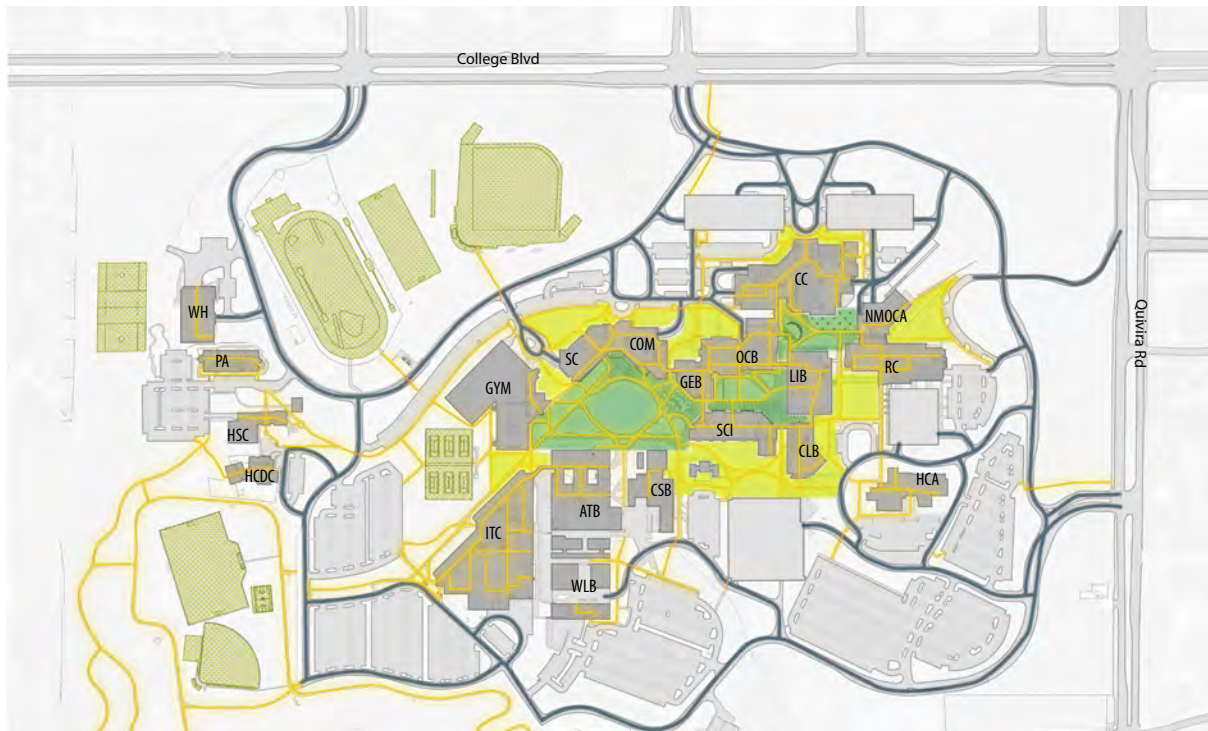 College Blvd
Quivira Rd
CC
NMOCA
WH
COM
SC
OCB
PA
RC
LIB
GEB
GYM
SCI
HSC
CLB
HCDC
HCA
CSB
ATB
ITC
WLB